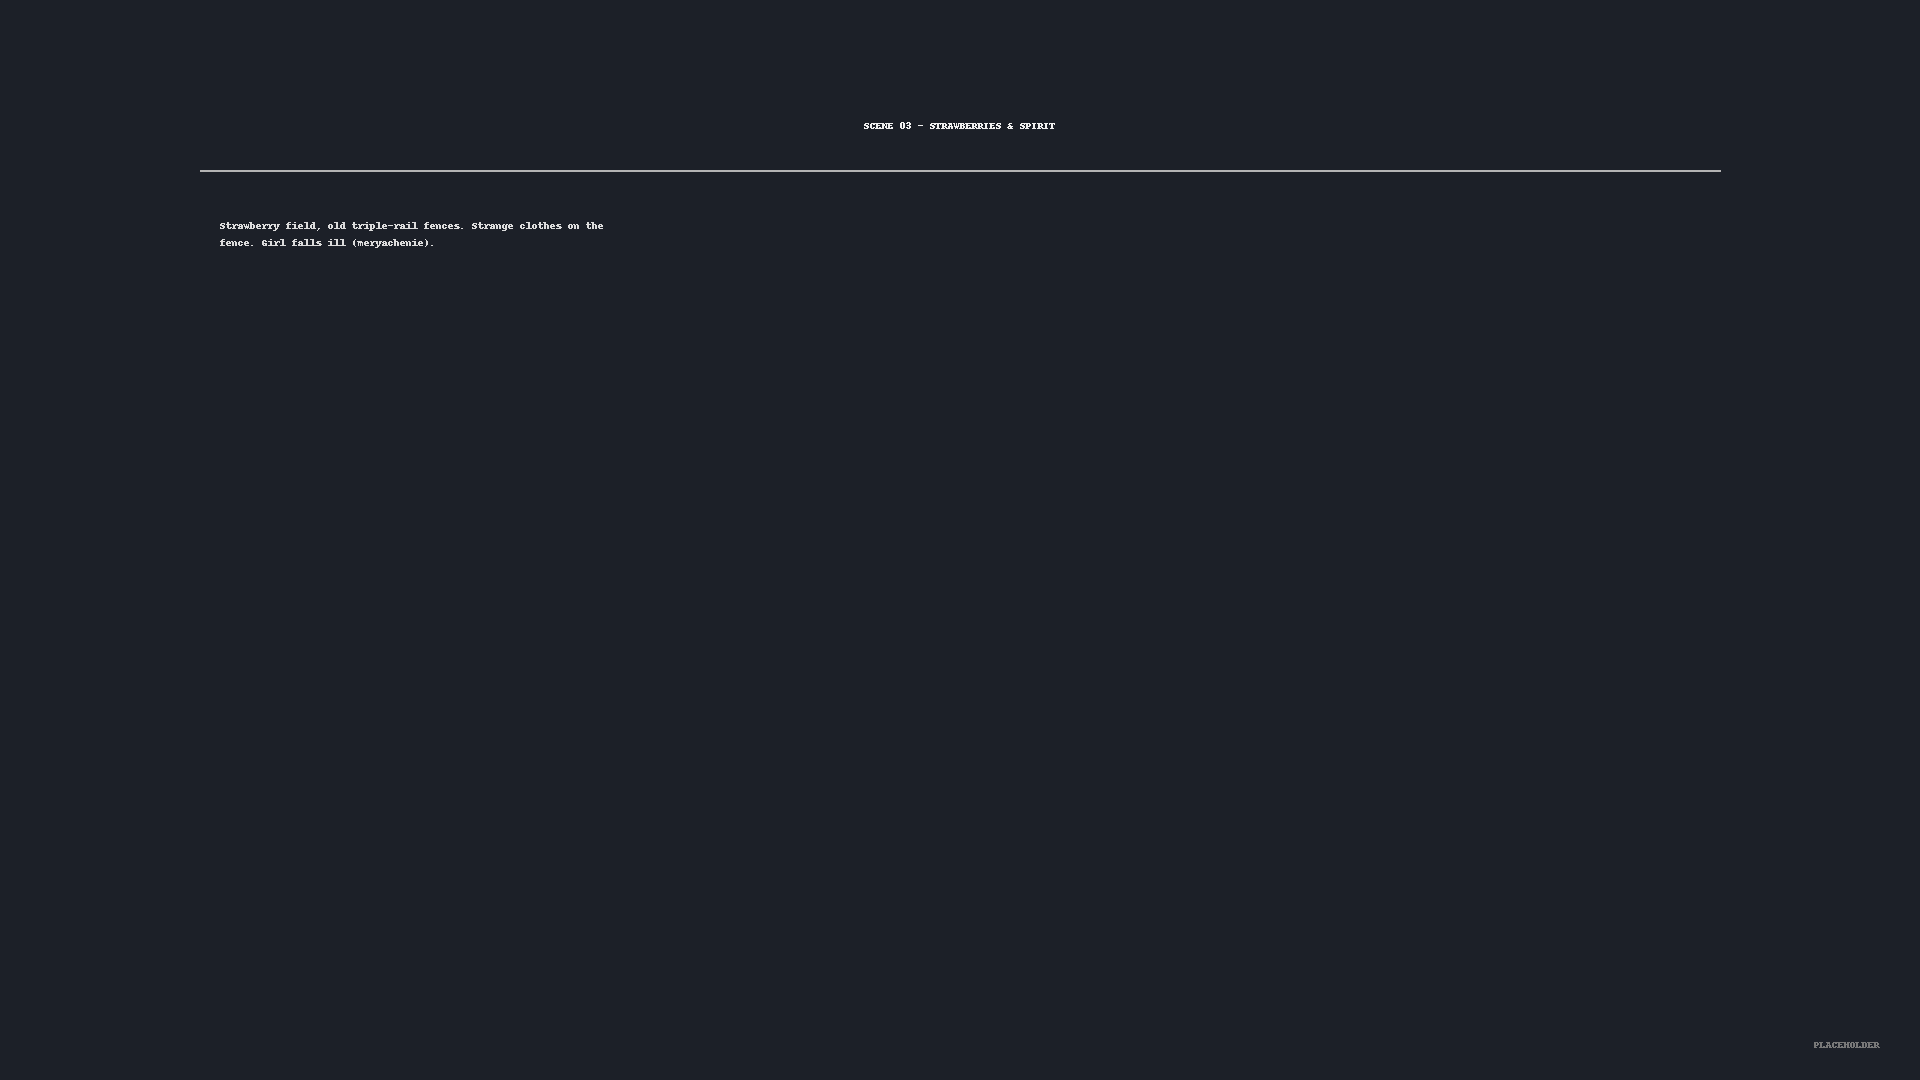 SCENE 03 - STRAWBERRIES & SPIRIT
Strawberry field, old triple-rail fences. Strange clothes on the
fence. Girl falls ill (meryachenie).
PLACEHOLDER